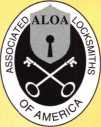 ALOA
ASSOCIATED LOCKSMITHS
OF AMERICA